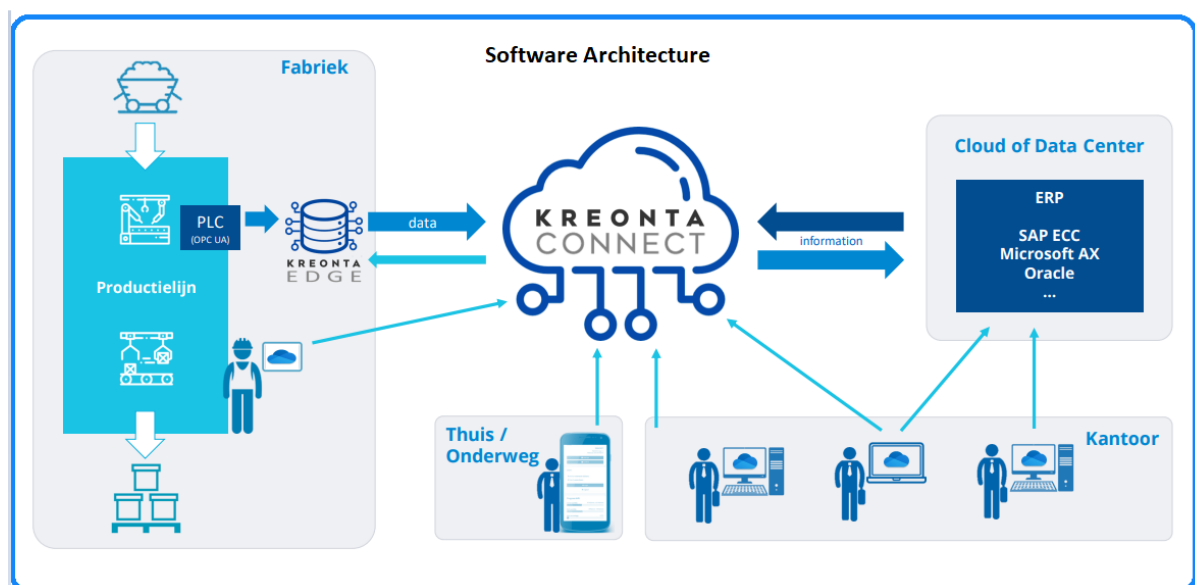 Software Architecture
Fabriek
PLC
(OPC UA)
KREONTA
EDGE
Productielijn
data
KREONTA
CONNECT
information
Cloud of Data Center
ERP
SAP ECC
Microsoft AX
Oracle
...
Thuis /
Onderweg
Kantoor